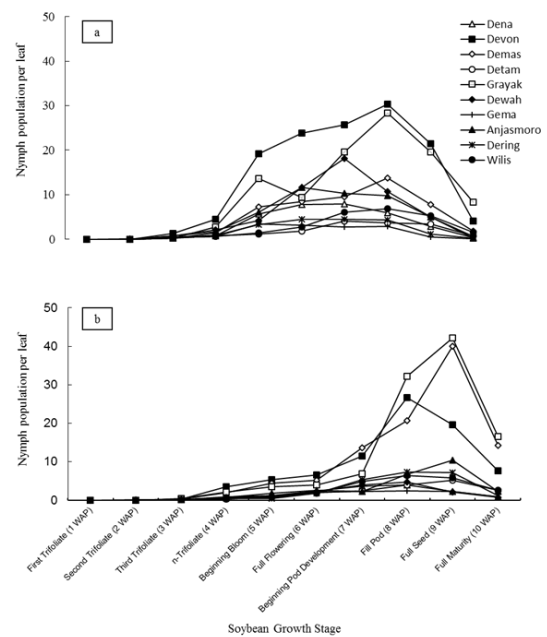 a
Nymph population per leaf
50
40
30
20
10
0
Dena
Devon
Demas
Detam
Grayak
Dewah
Gema
Anjasmoro
Dering
Wilis
b
Nymph population per leaf
50
40
30
20
10
0
First Trifoliate (1 WAP)
Second Trifoliate (2 WAP)
Third Trifoliate (3 WAP)
n-Trifoliate (4 WAP)
Beginning Bloom (5 WAP)
Full Flowering (6 WAP)
Beginning Pod Development (7 WAP)
Fill Pod (8 WAP)
Full Seed (9 WAP)
Full Maturity (10 WAP)
Soybean Growth Stage